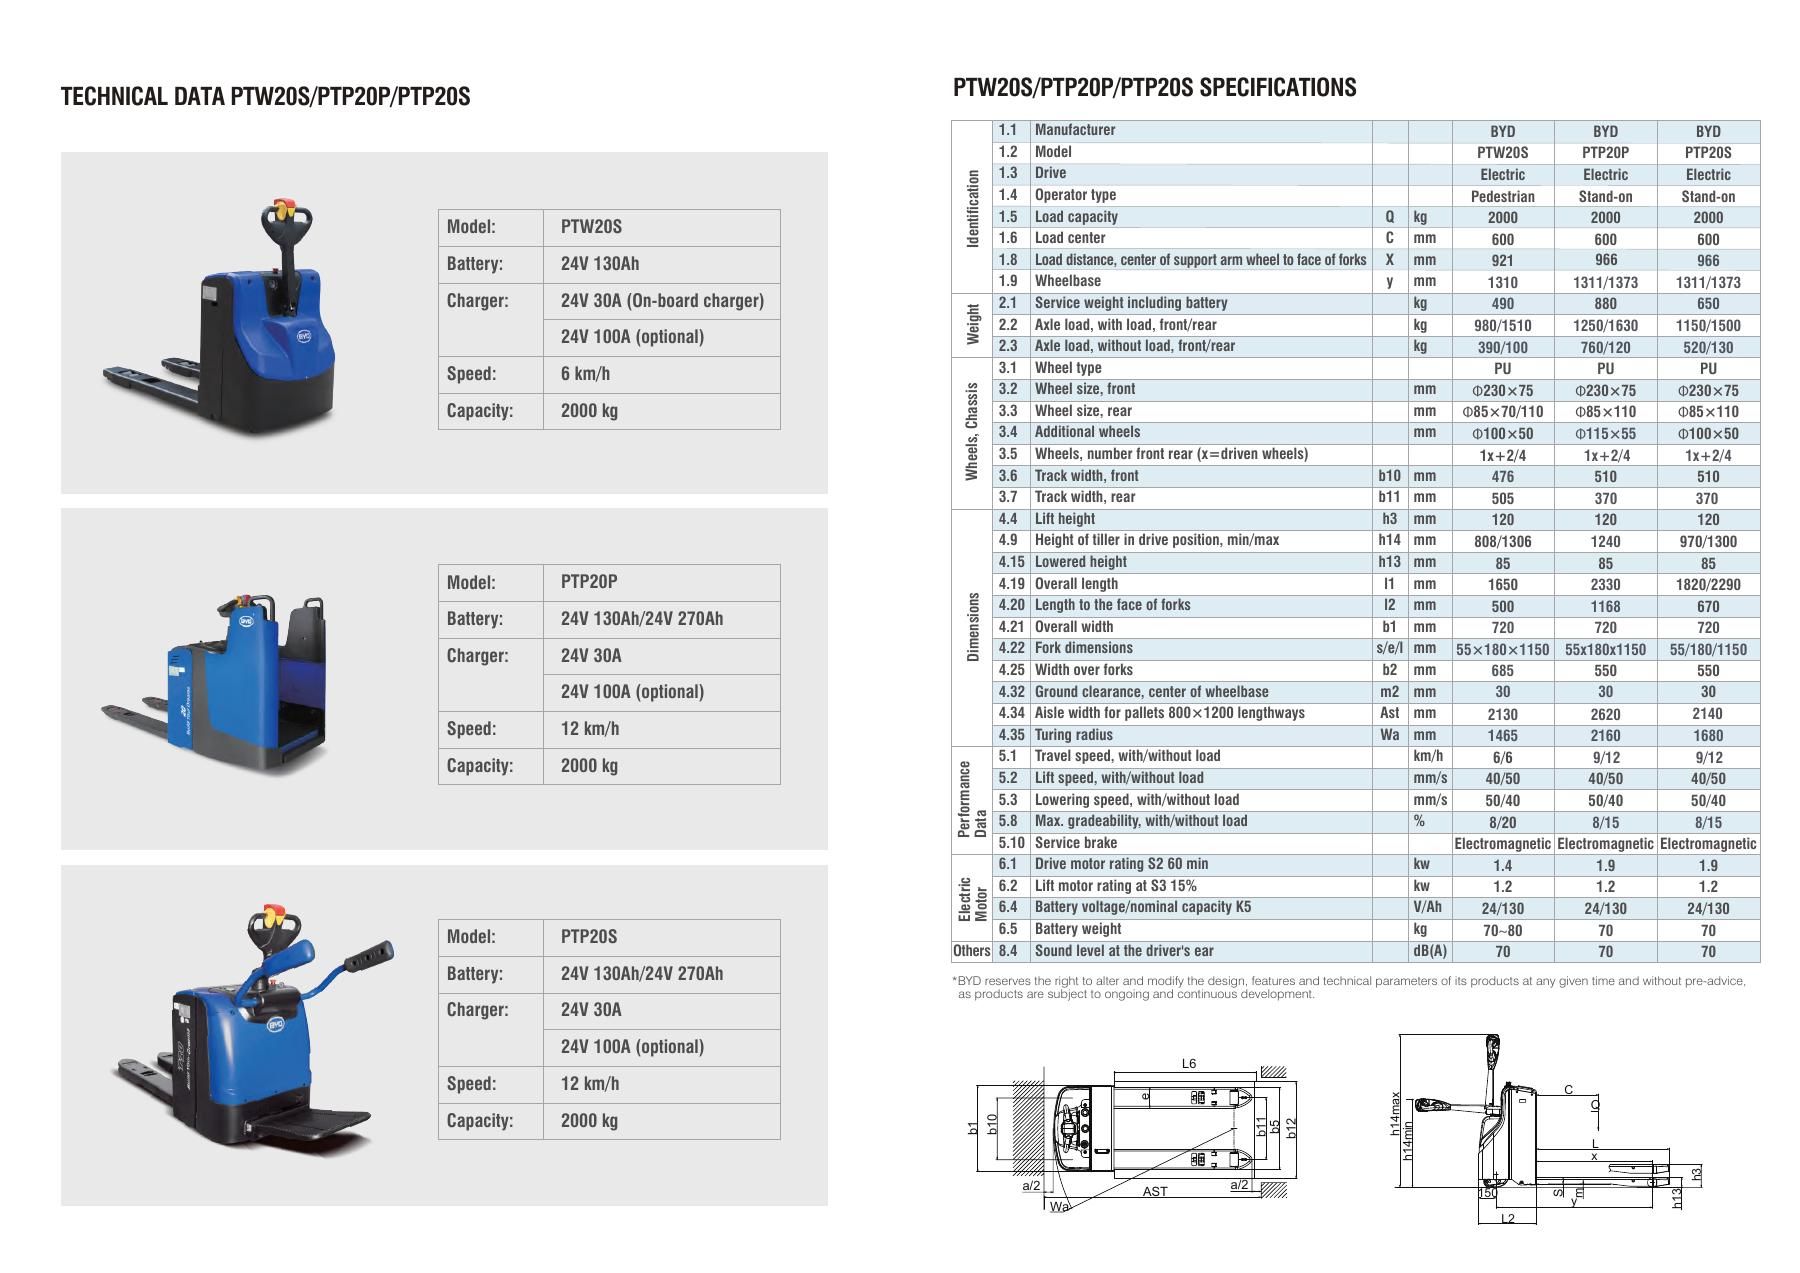 TECHNICAL DATA PTW20S/PTP20P/PTP20S
Model: PTW20S
Battery: 24V 130Ah
Charger: 24V 30A (On-board charger)
24V 100A (optional)
Speed: 6 km/h
Capacity: 2000 kg
BYD
Model: PTP20P
Battery: 24V 130Ah/24V 270Ah
Charger: 24V 30A
24V 100A (optional)
Speed: 12 km/h
Capacity: 2000 kg
BYD
Model: PTP20S
Battery: 24V 130Ah/24V 270Ah
Charger: 24V 30A
24V 100A (optional)
Speed: 12 km/h
Capacity: 2000 kg
BYD
PTW20S/PTP20P/PTP20S SPECIFICATIONS
Identification
1.1 Manufacturer BYD BYD BYD
1.2 Model PTW20S PTP20P PTP20S
1.3 Drive Electric Electric Electric
1.4 Operator type Pedestrian Stand-on Stand-on
1.5 Load capacity Q kg 2000 2000 2000
1.6 Load center C mm 600 600 600
1.8 Load distance, center of support arm wheel to face of forks X mm 921 966 966
1.9 Wheelbase y mm 1310 1311/1373 1311/1373
Weight
2.1 Service weight including battery kg 490 880 650
2.2 Axle load, with load, front/rear kg 980/1510 1250/1630 1150/1500
2.3 Axle load, without load, front/rear kg 390/100 760/120 520/130
Wheels, Chassis
3.1 Wheel type PU PU PU
3.2 Wheel size, front mm Φ230×75 Φ230×75 Φ230×75
3.3 Wheel size, rear mm Φ85×70/110 Φ85×110 Φ85×110
3.4 Additional wheels mm Φ100×50 Φ115×55 Φ100×50
3.5 Wheels, number front rear (x=driven wheels) 1x+2/4 1x+2/4 1x+2/4
3.6 Track width, front b10 mm 476 510 510
3.7 Track width, rear b11 mm 505 370 370
Dimensions
4.4 Lift height h3 mm 120 120 120
4.9 Height of tiller in drive position, min/max h14 mm 808/1306 1240 970/1300
4.15 Lowered height h13 mm 85 85 85
4.19 Overall length l1 mm 1650 2330 1820/2290
4.20 Length to the face of forks l2 mm 500 1168 670
4.21 Overall width b1 mm 720 720 720
4.22 Fork dimensions s/e/l mm 55×180×1150 55x180x1150 55/180/1150
4.25 Width over forks b2 mm 685 550 550
4.32 Ground clearance, center of wheelbase m2 mm 30 30 30
4.34 Aisle width for pallets 800×1200 lengthways Ast mm 2130 2620 2140
4.35 Turing radius Wa mm 1465 2160 1680
Performance Data
5.1 Travel speed, with/without load km/h 6/6 9/12 9/12
5.2 Lift speed, with/without load mm/s 40/50 40/50 40/50
5.3 Lowering speed, with/without load mm/s 50/40 50/40 50/40
5.8 Max. gradeability, with/without load % 8/20 8/15 8/15
5.10 Service brake Electromagnetic Electromagnetic Electromagnetic
Electric Motor
6.1 Drive motor rating S2 60 min kw 1.4 1.9 1.9
6.2 Lift motor rating at S3 15% kw 1.2 1.2 1.2
6.4 Battery voltage/nominal capacity K5 V/Ah 24/130 24/130 24/130
6.5 Battery weight kg 70~80 70 70
Others 8.4 Sound level at the driver's ear dB(A) 70 70 70
*BYD reserves the right to alter and modify the design, features and technical parameters of its products at any given time and without pre-advice,
as products are subject to ongoing and continuous development.
L6
b1
b10
e
b11
b5
b12
a/2
AST
a/2
Wa
h14max
h14min
C
Q
L
x
h3
150
S
m
y
h13
L2